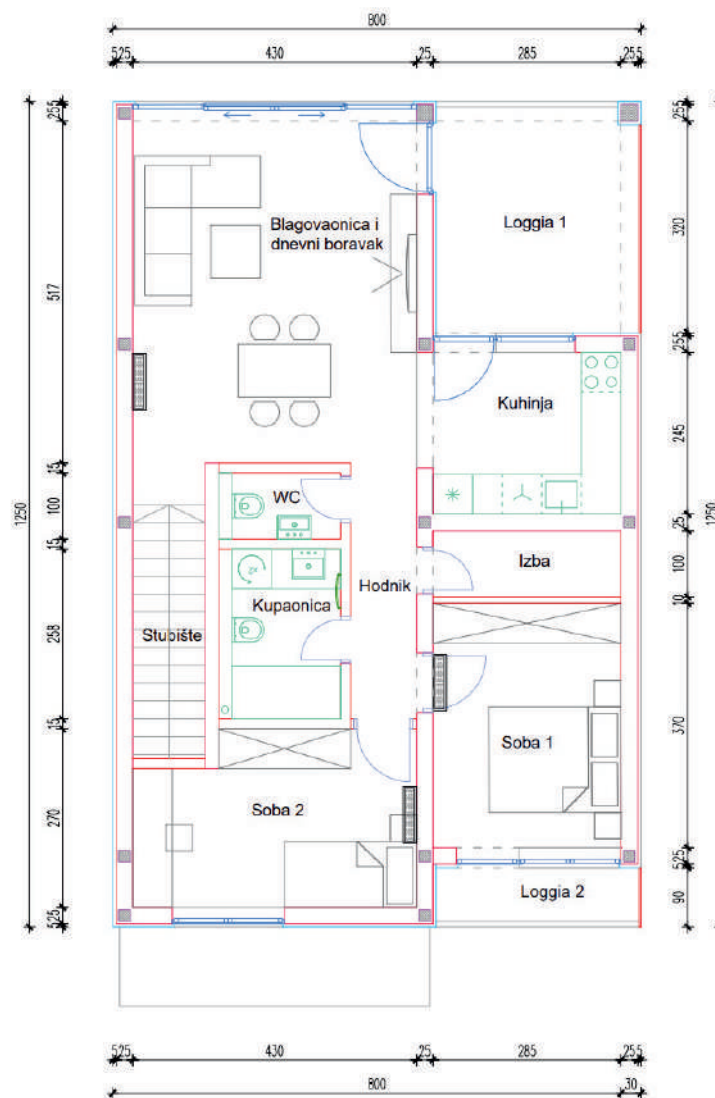 800
525 430 25 285 255
255
517
15
100
15
258
15
270
525
1250
255
320
255
245
25
100
10
370
525
90
1250
Blagovaonica i
dnevni boravak
Loggia 1
Kuhinja
WC
Hodnik
Izba
Kupaonica
Stubište
Soba 1
Soba 2
Loggia 2
525 430 25 285 255
800 30